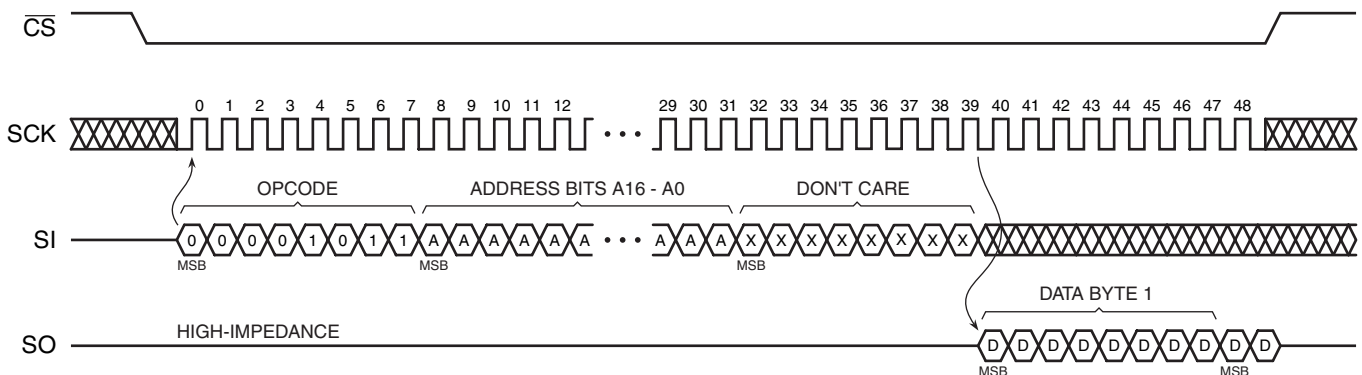 CS
0 1 2 3 4 5 6 7 8 9 10 11 12 29 30 31 32 33 34 35 36 37 38 39 40 41 42 43 44 45 46 47 48
SCK
OPCODE ADDRESS BITS A16 - A0 DON'T CARE
SI 0 0 0 0 1 0 1 1 A A A A A A • • • A A A X X X X X X X X
MSB MSB MSB
DATA BYTE 1
HIGH-IMPEDANCE
SO D D D D D D D D D D
MSB MSB